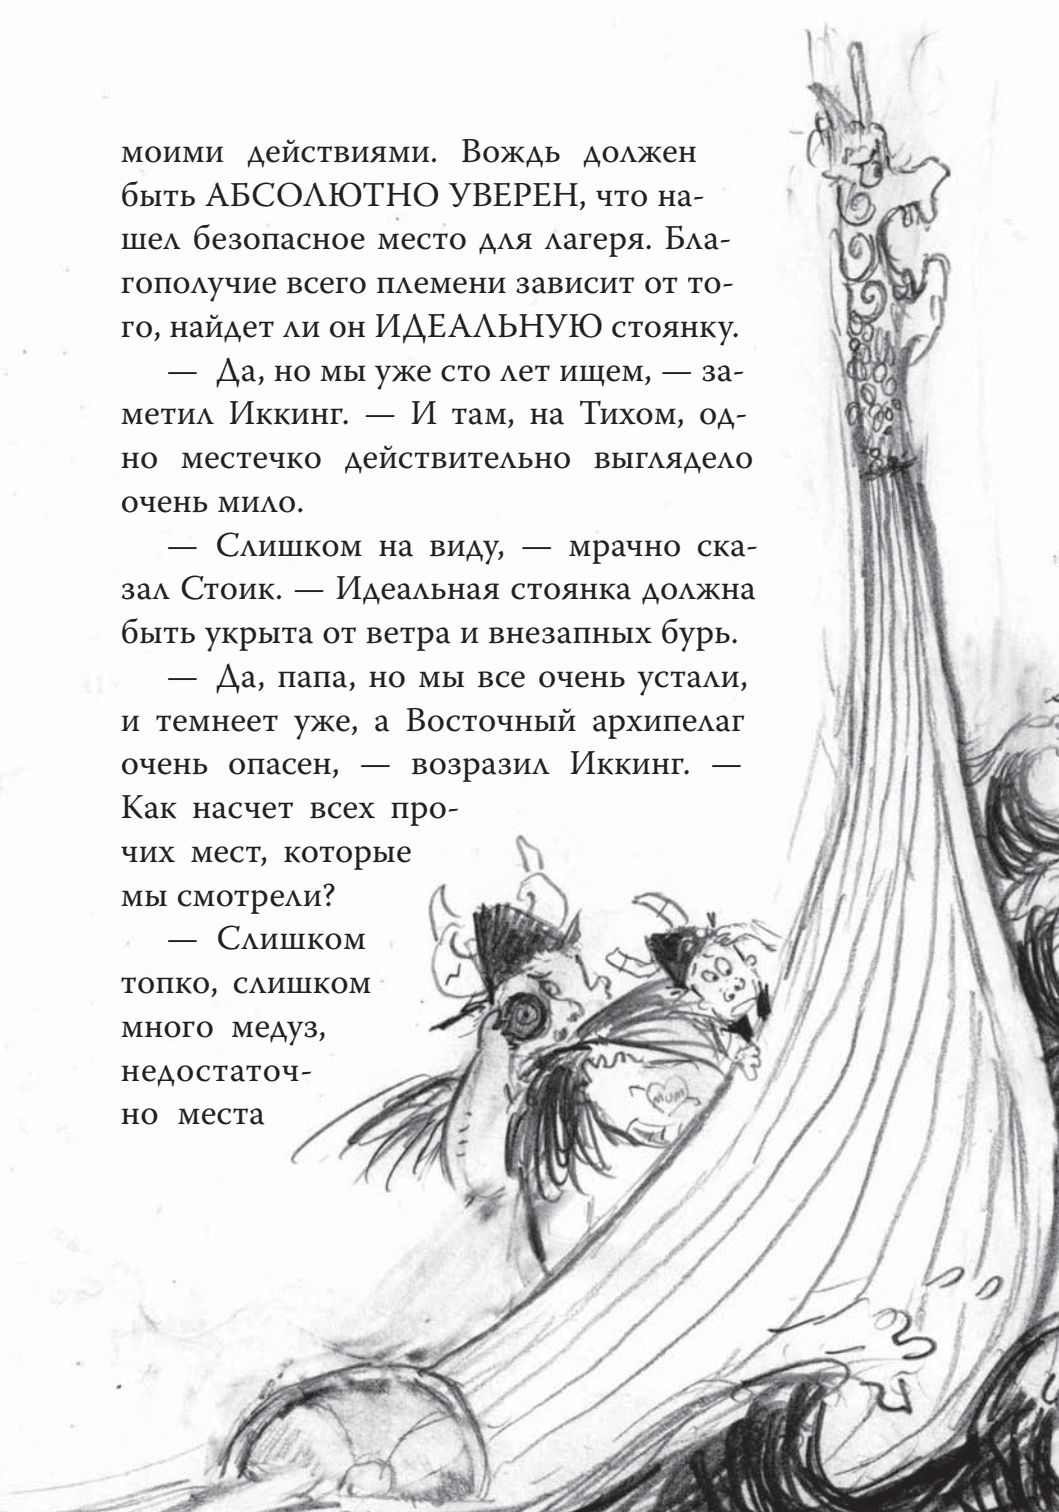 моими действиями. Вождь должен
быть АБСОЛЮТНО УВЕРЕН, что на-
шел безопасное место для лагеря. Бла-
гополучие всего племени зависит от то-
го, найдет ли он ИДЕАЛЬНУЮ стоянку.
— Да, но мы уже сто лет ищем, — за-
метил Иккинг. — И там, на Тихом, од-
но местечко действительно выглядело
очень мило.
— Слишком на виду, — мрачно ска-
зал Стоик. — Идеальная стоянка должна
быть укрыта от ветра и внезапных бурь.
— Да, папа, но мы все очень устали,
и темнеет уже, а Восточный архипелаг
очень опасен, — возразил Иккинг. —
Как насчет всех про-
чих мест, которые
мы смотрели?
— Слишком
топко, слишком
много медуз,
недостаточ-
но места
MUM